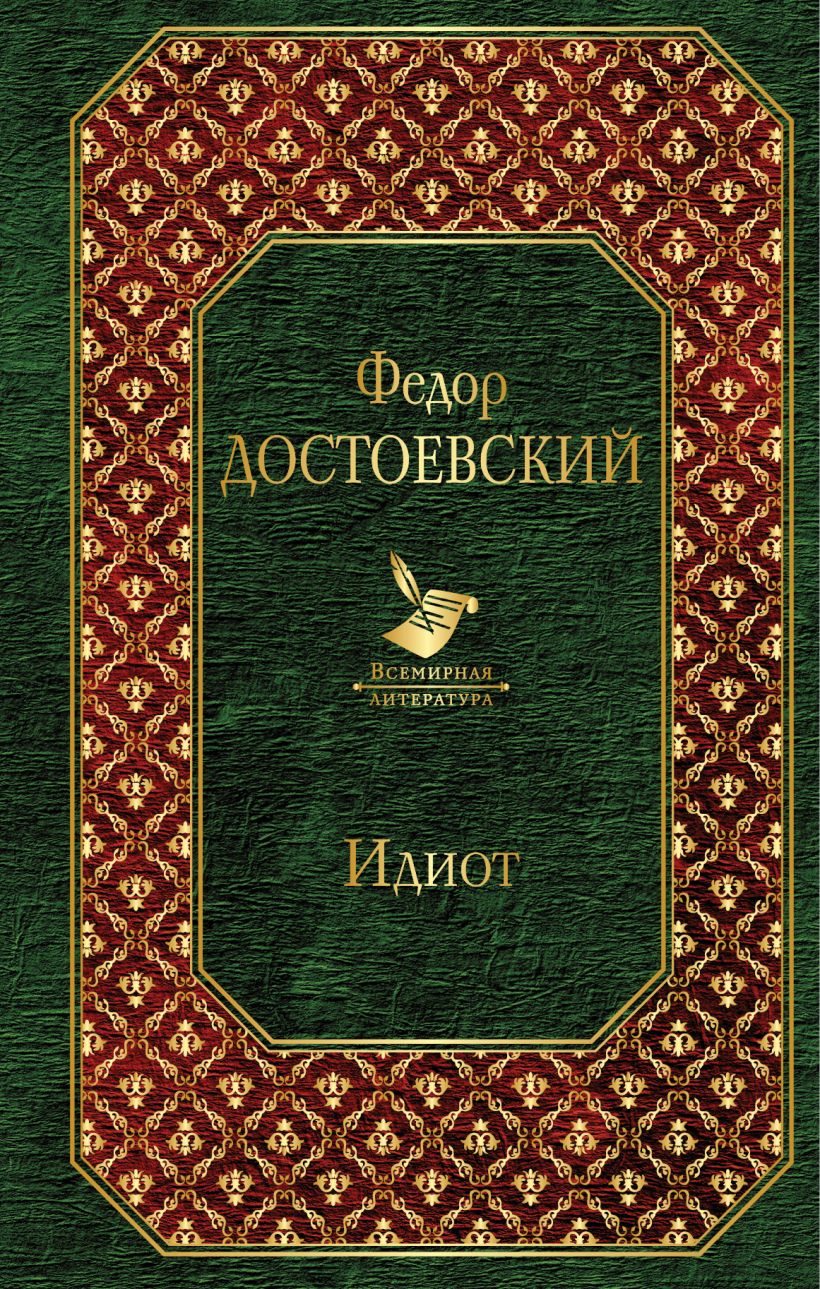 Федор
ДОСТОЕВСКИЙ
Всемирная
литература
Идиот